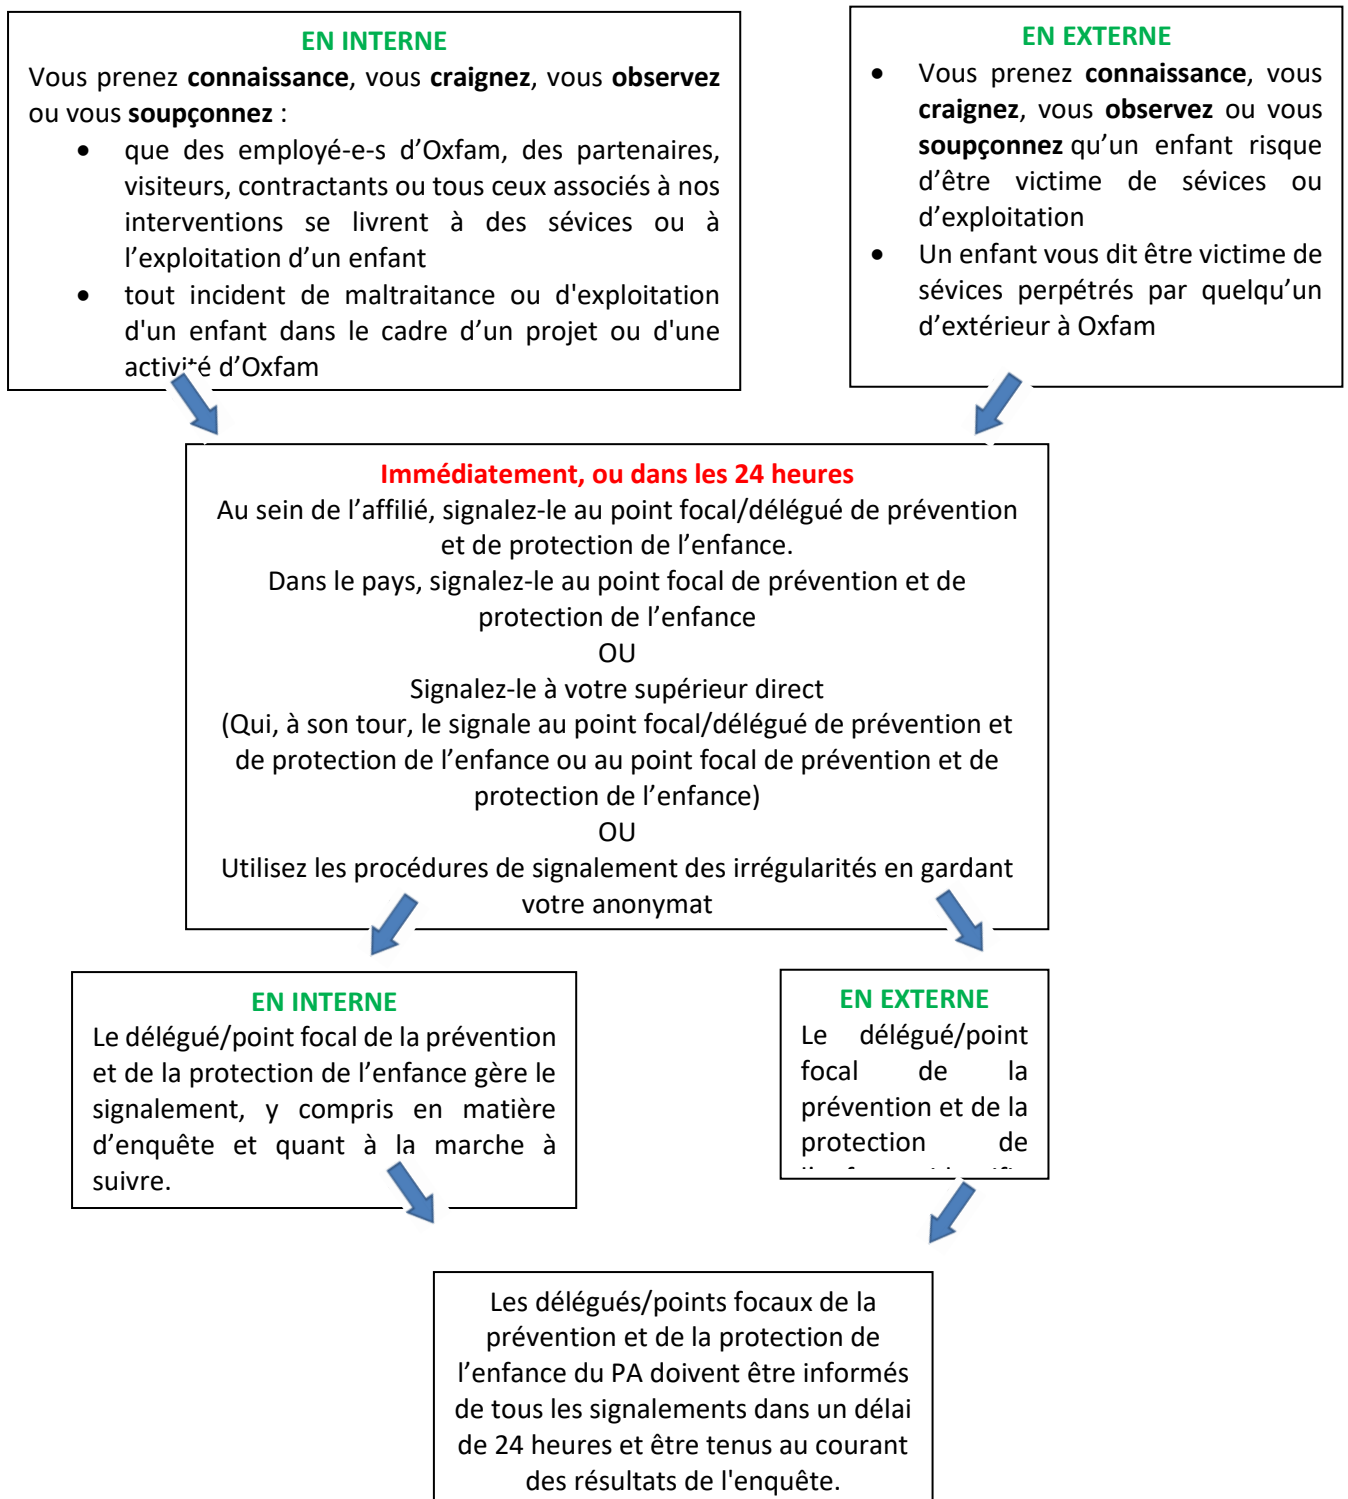 EN INTERNE
Vous prenez connaissance, vous craignez, vous observez
ou vous soupçonnez :
• que des employé-e-s d’Oxfam, des partenaires,
visiteurs, contractants ou tous ceux associés à nos
interventions se livrent à des sévices ou à
l’exploitation d’un enfant
• tout incident de maltraitance ou d'exploitation
d'un enfant dans le cadre d’un projet ou d'une
activité d’Oxfam
EN EXTERNE
• Vous prenez connaissance, vous
craignez, vous observez ou vous
soupçonnez qu’un enfant risque
d’être victime de sévices ou
d’exploitation
• Un enfant vous dit être victime de
sévices perpétrés par quelqu’un
d’extérieur à Oxfam
Immédiatement, ou dans les 24 heures
Au sein de l’affilié, signalez-le au point focal/délégué de prévention
et de protection de l’enfance.
Dans le pays, signalez-le au point focal de prévention et de
protection de l’enfance
OU
Signalez-le à votre supérieur direct
(Qui, à son tour, le signale au point focal/délégué de prévention et
de protection de l’enfance ou au point focal de prévention et de
protection de l’enfance)
OU
Utilisez les procédures de signalement des irrégularités en gardant
votre anonymat
EN INTERNE
Le délégué/point focal de la prévention
et de la protection de l’enfance gère le
signalement, y compris en matière
d’enquête et quant à la marche à
suivre.
EN EXTERNE
Le délégué/point
focal de la
prévention et de la
protection de
Les délégués/points focaux de la
prévention et de la protection de
l’enfance du PA doivent être informés
de tous les signalements dans un délai
de 24 heures et être tenus au courant
des résultats de l'enquête.